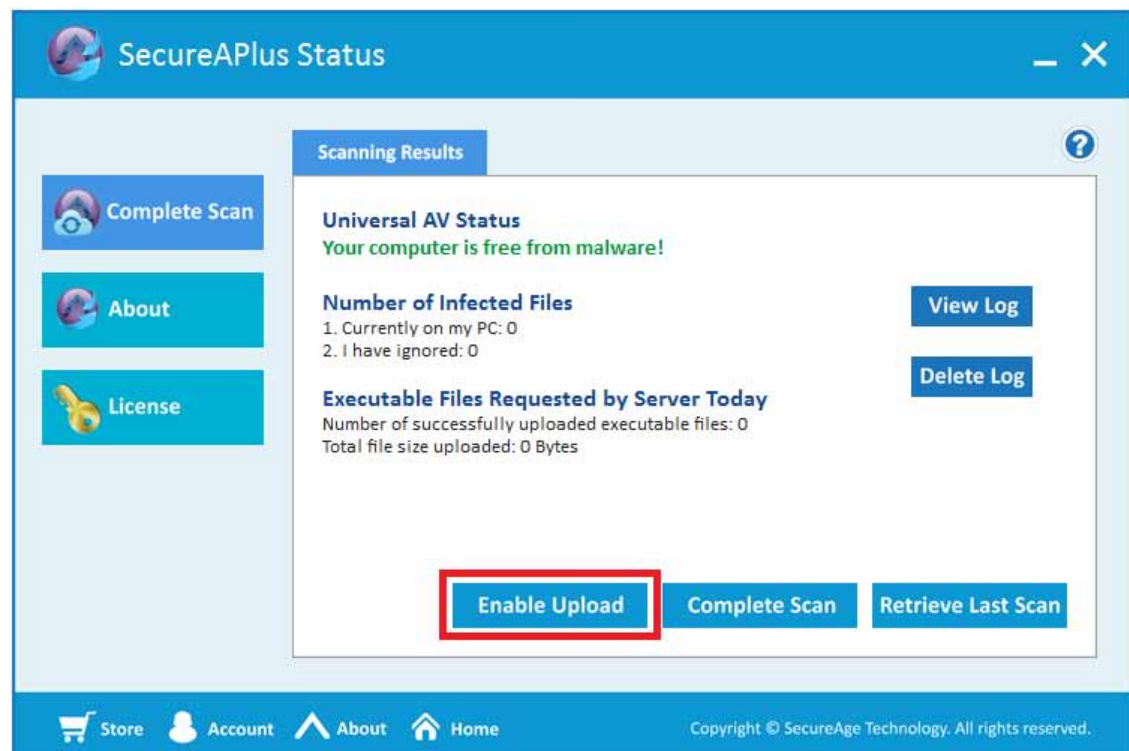 SecureAPlus Status
Scanning Results
Complete Scan
About
License
Universal AV Status
Your computer is free from malware!
Number of Infected Files
1. Currently on my PC: 0
2. I have ignored: 0
View Log
Delete Log
Executable Files Requested by Server Today
Number of successfully uploaded executable files: 0
Total file size uploaded: 0 Bytes
Enable Upload
Complete Scan
Retrieve Last Scan
Store
Account
About
Home
Copyright © SecureAge Technology. All rights reserved.